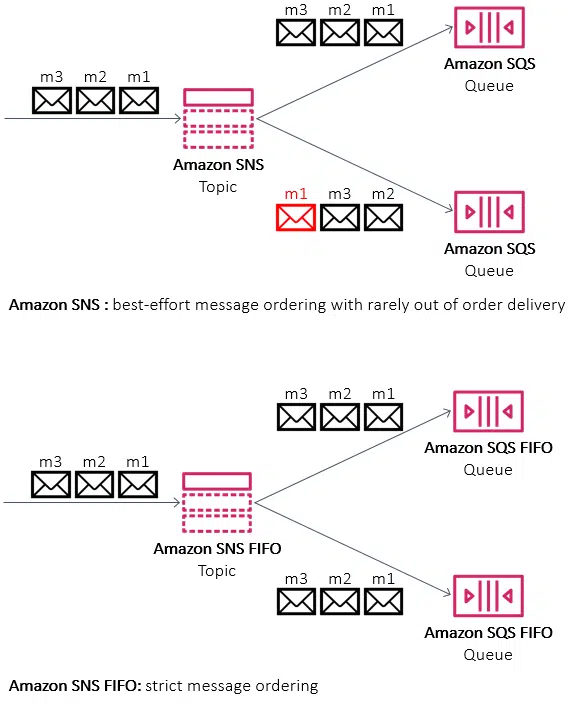 m3 m2 m1
Amazon SQS
Queue
m3 m2 m1
Amazon SNS
Topic
m1 m3 m2
Amazon SQS
Queue
Amazon SNS : best-effort message ordering with rarely out of order delivery
m3 m2 m1
Amazon SQS FIFO
Queue
m3 m2 m1
Amazon SNS FIFO
Topic
m3 m2 m1
Amazon SQS FIFO
Queue
Amazon SNS FIFO: strict message ordering